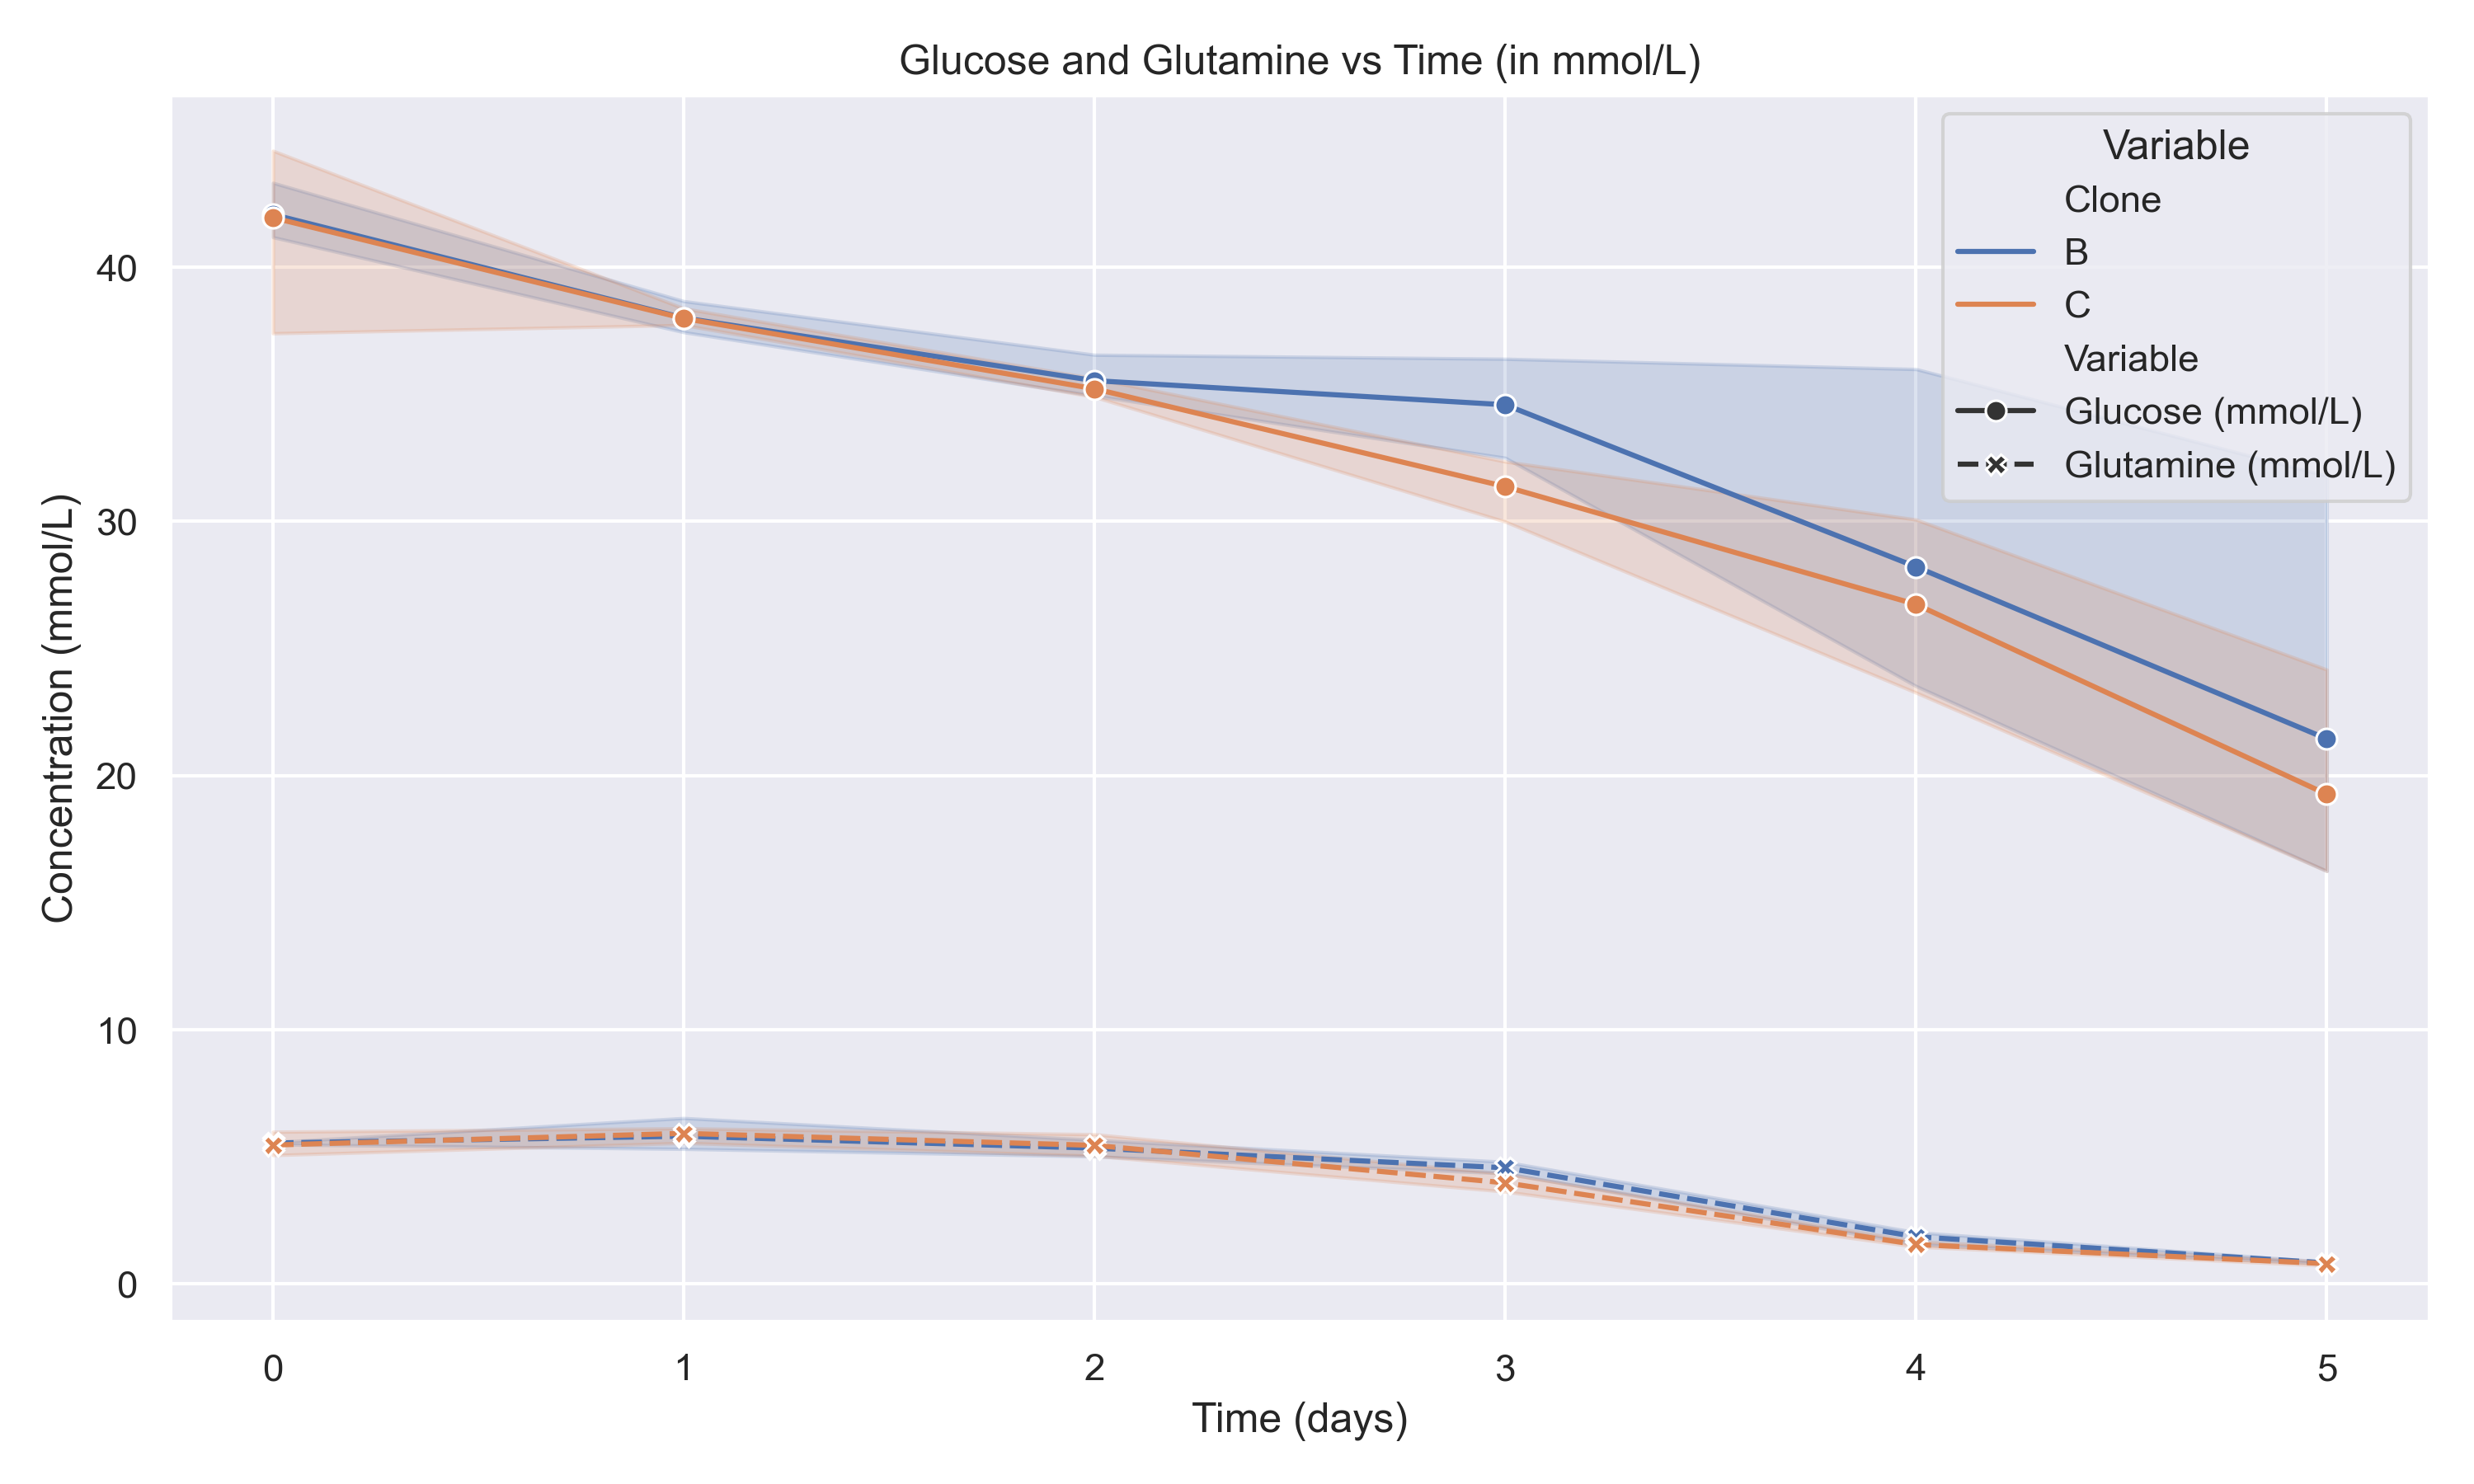 Glucose and Glutamine vs Time (in mmol/L)
Variable
Clone
B
C
Variable
Glucose (mmol/L)
Glutamine (mmol/L)
Concentration (mmol/L)
40
30
20
10
0
0 1 2 3 4 5
Time (days)